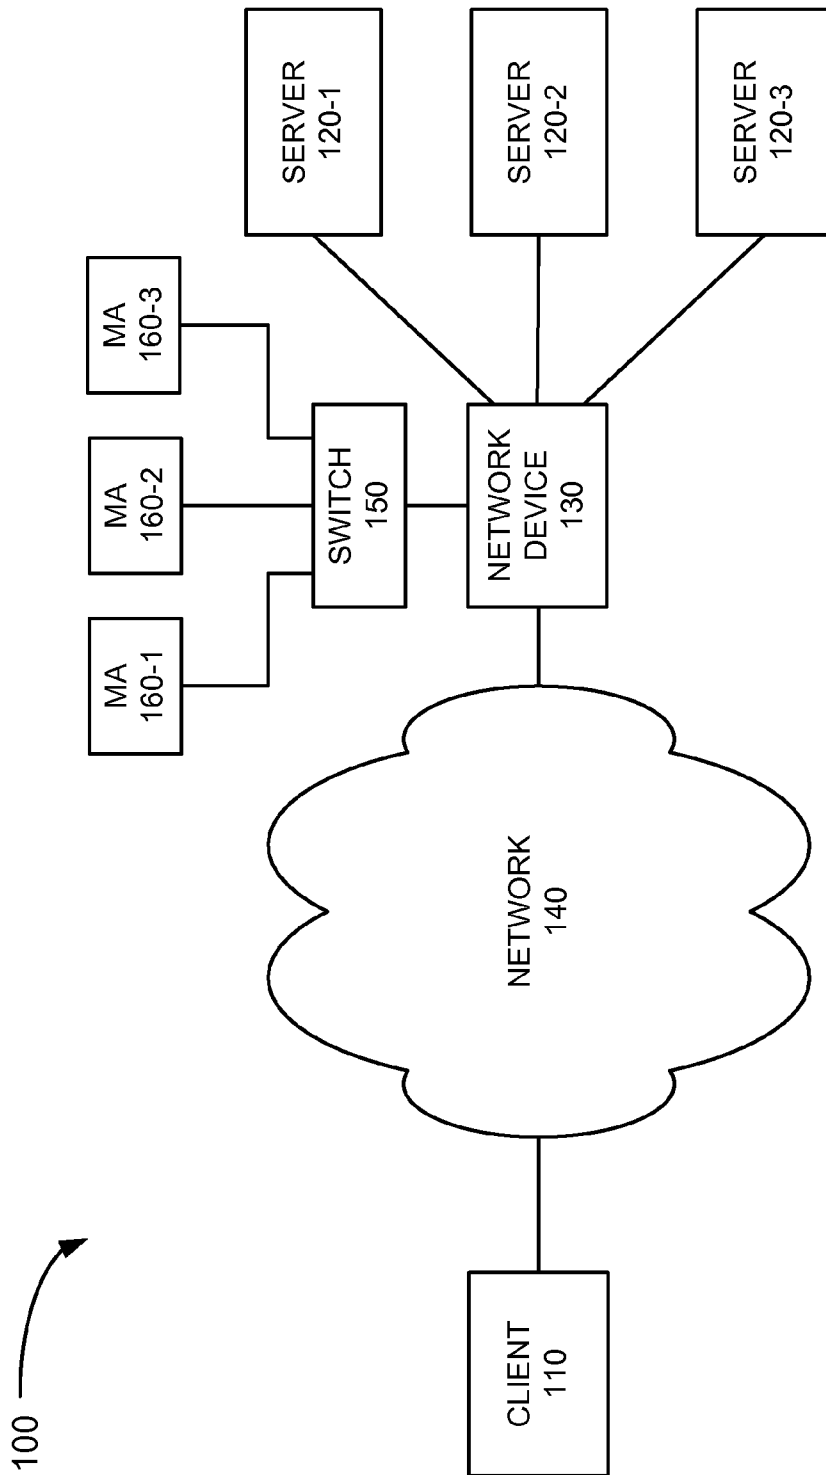 100
MA
160-1
MA
160-2
MA
160-3
SWITCH
150
SERVER
120-1
CLIENT
110
NETWORK
140
NETWORK
DEVICE
130
SERVER
120-2
SERVER
120-3